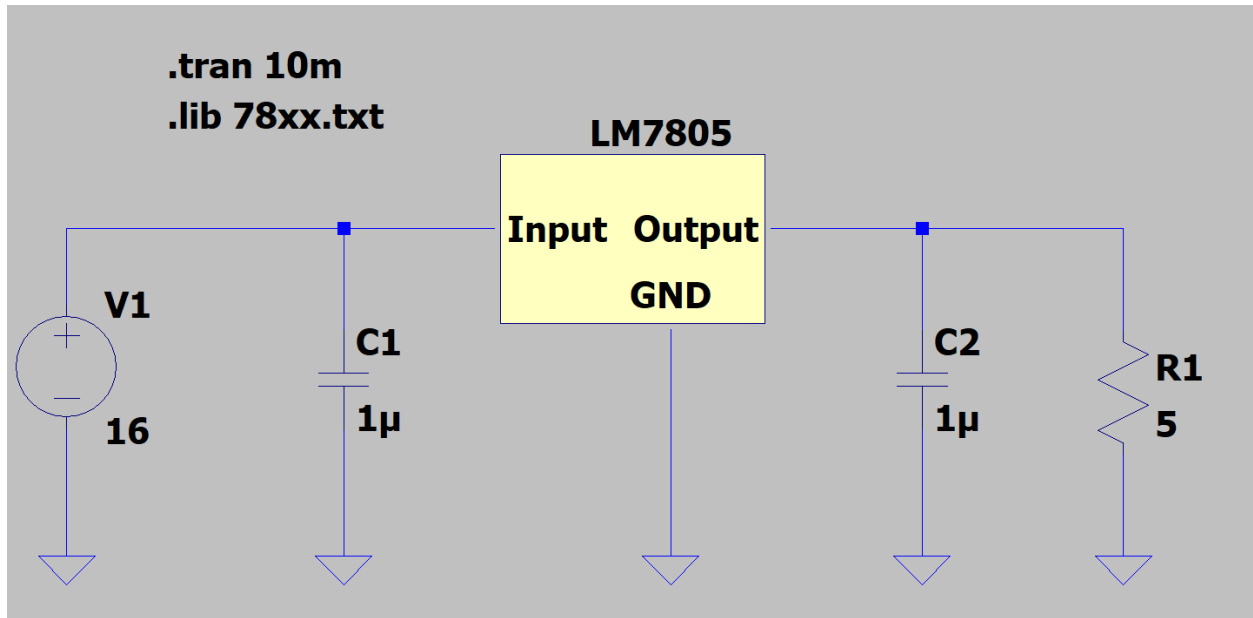 .tran 10m
.lib 78xx.txt
LM7805
Input Output
GND
V1
16
C1
1µ
C2
1µ
R1
5